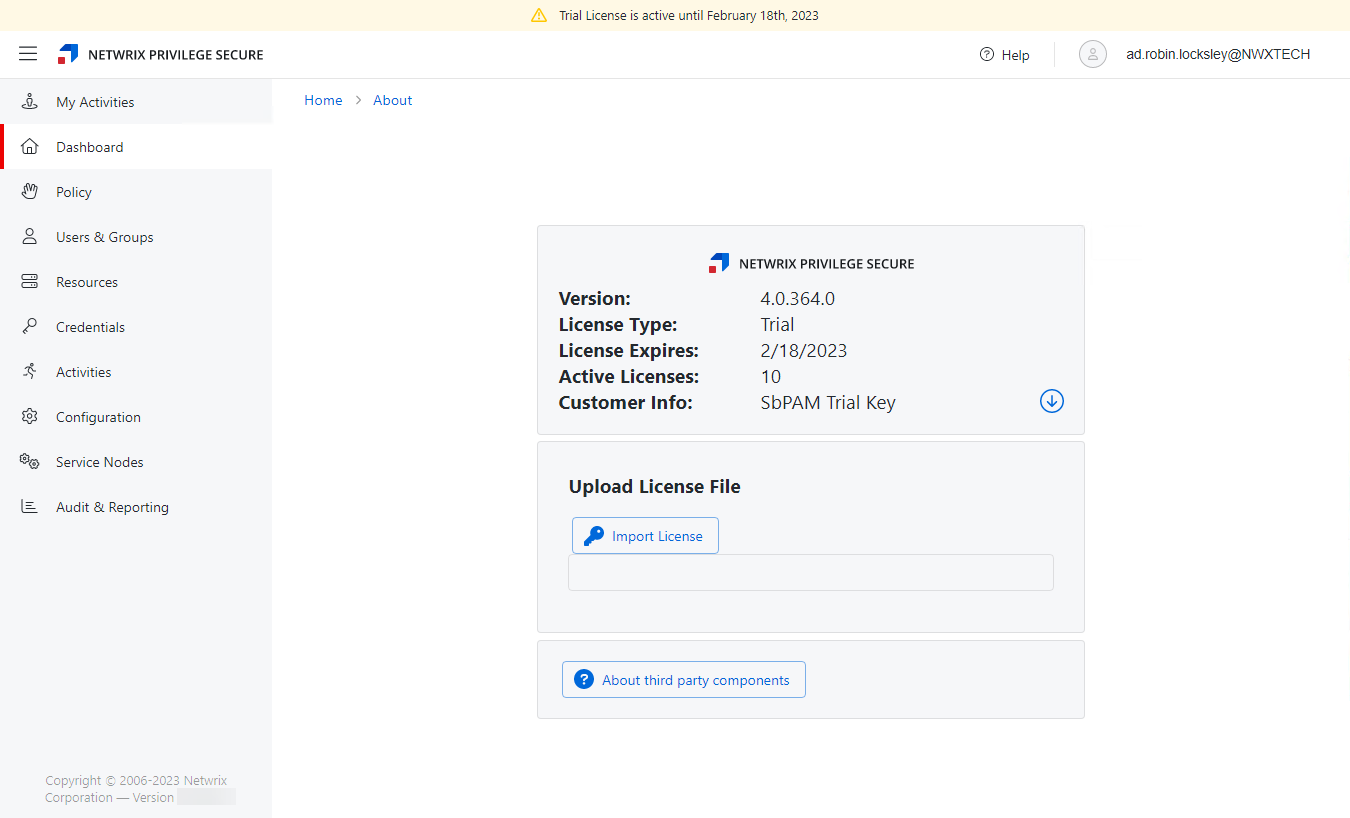 Trial License is active until February 18th, 2023
NETWRIX PRIVILEGE SECURE
Help
ad.robin.locksley@NWXTECH
My Activities
Dashboard
Policy
Users & Groups
Resources
Credentials
Activities
Configuration
Service Nodes
Audit & Reporting
Copyright © 2006-2023 Netwrix
Corporation — Version
Home > About
NETWRIX PRIVILEGE SECURE
Version: 4.0.364.0
License Type: Trial
License Expires: 2/18/2023
Active Licenses: 10
Customer Info: SbPAM Trial Key
Upload License File
Import License
About third party components